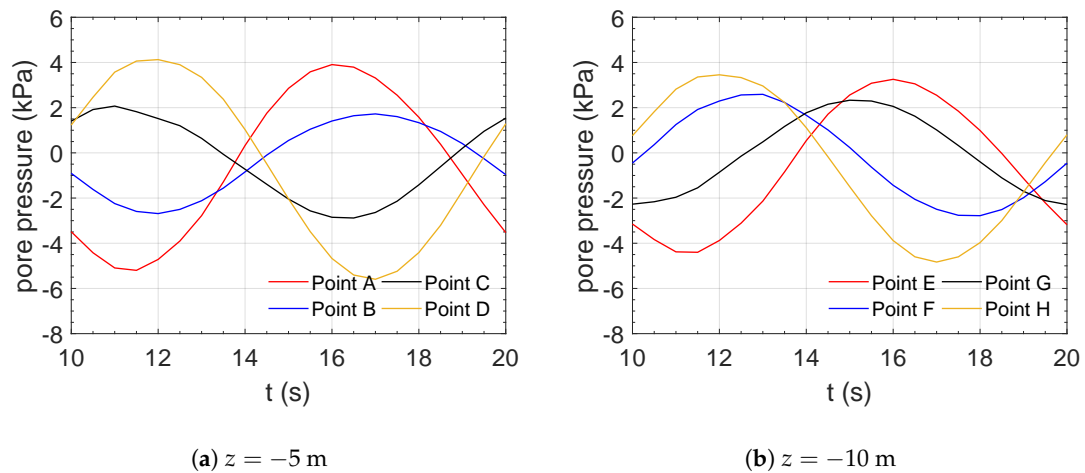 6
4
2
0
-2
-4
-6
-8
pore pressure (kPa)
Point A
Point C
Point B
Point D
10 12 14 16 18 20
t (s)
(a) z = −5 m
6
4
2
0
-2
-4
-6
-8
pore pressure (kPa)
Point E
Point G
Point F
Point H
10 12 14 16 18 20
t (s)
(b) z = −10 m